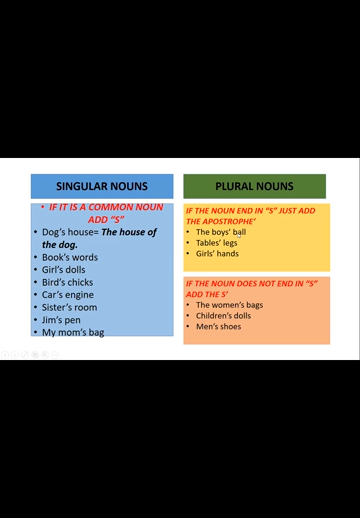 SINGULAR NOUNS
• IF IT IS A COMMON NOUN
ADD “S”
• Dog’s house= The house of
the dog.
• Book’s words
• Girl’s dolls
• Bird’s chicks
• Car’s engine
• Sister’s room
• Jim’s pen
• My mom’s bag
PLURAL NOUNS
IF THE NOUN END IN “S” JUST ADD
THE APOSTROPHE’
• The boys’ ball
• Tables’ legs
• Girls’ hands
IF THE NOUN DOES NOT END IN “S”
ADD THE S’
• The women’s bags
• Children’s dolls
• Men’s shoes